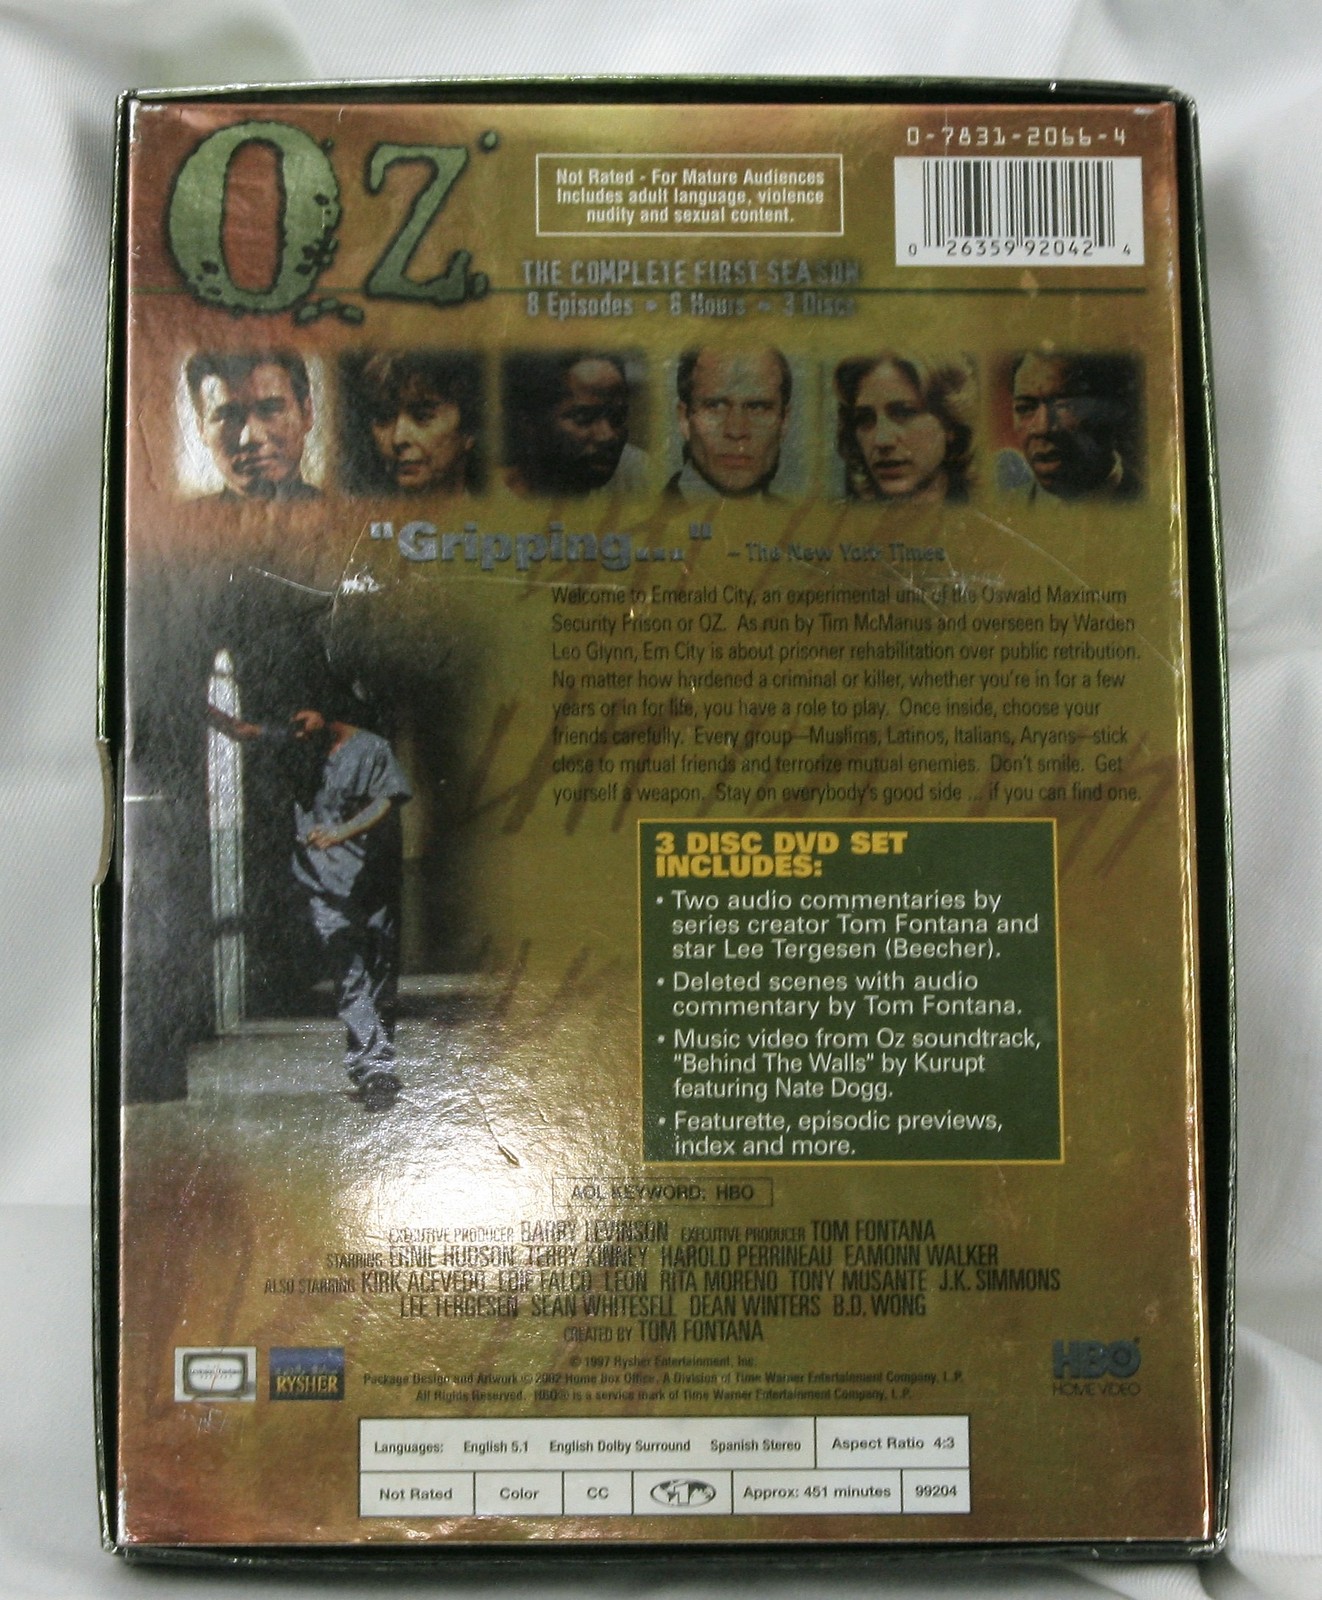 OZ
Not Rated - For Mature Audiences
Includes adult language, violence
nudity and sexual content.
0-7831-2066-4
0 26359 92042 4
THE COMPLETE FIRST SEASON
8 Episodes • 8 Hours • 3 Discs
"Gripping..." – The New York Times
Welcome to Emerald City, an experimental unit of the Oswald Maximum
Security Prison or OZ. As run by Tim McManus and overseen by Warden
Leo Glynn, Em City is about prisoner rehabilitation over public retribution.
No matter how hardened a criminal or killer, whether you're in for a few
years or in for life, you have a role to play. Once inside, choose your
friends carefully. Every group—Muslims, Latinos, Italians, Aryans—stick
close to mutual friends and terrorize mutual enemies. Don't smile. Get
yourself a weapon. Stay on everybody's good side ... if you can find one.
3 DISC DVD SET
INCLUDES:
• Two audio commentaries by
series creator Tom Fontana and
star Lee Tergesen (Beecher).
• Deleted scenes with audio
commentary by Tom Fontana.
• Music video from Oz soundtrack,
"Behind The Walls" by Kurupt
featuring Nate Dogg.
• Featurette, episodic previews,
index and more.
AOL KEYWORD: HBO
EXECUTIVE PRODUCER BARRY LEVINSON EXECUTIVE PRODUCER TOM FONTANA
STARRING ERNIE HUDSON TERRY KINNEY HAROLD PERRINEAU EAMONN WALKER
ALSO STARRING KIRK ACEVEDO EDIE FALCO LEON RITA MORENO TONY MUSANTE J.K. SIMMONS
LEE TERGESEN SEAN WHITESELL DEAN WINTERS B.D. WONG
CREATED BY TOM FONTANA
RYSHER
HBO
HOME VIDEO
© 1997 Rysher Entertainment, Inc.
Package Design and Artwork © 2002 Home Box Office. A Division of Time Warner Entertainment Company, L.P.
All Rights Reserved. HBO® is a service mark of Time Warner Entertainment Company, L.P.
Languages: English 5.1 English Dolby Surround Spanish Stereo
Aspect Ratio 4:3
Not Rated Color CC 1 Approx: 451 minutes 99204